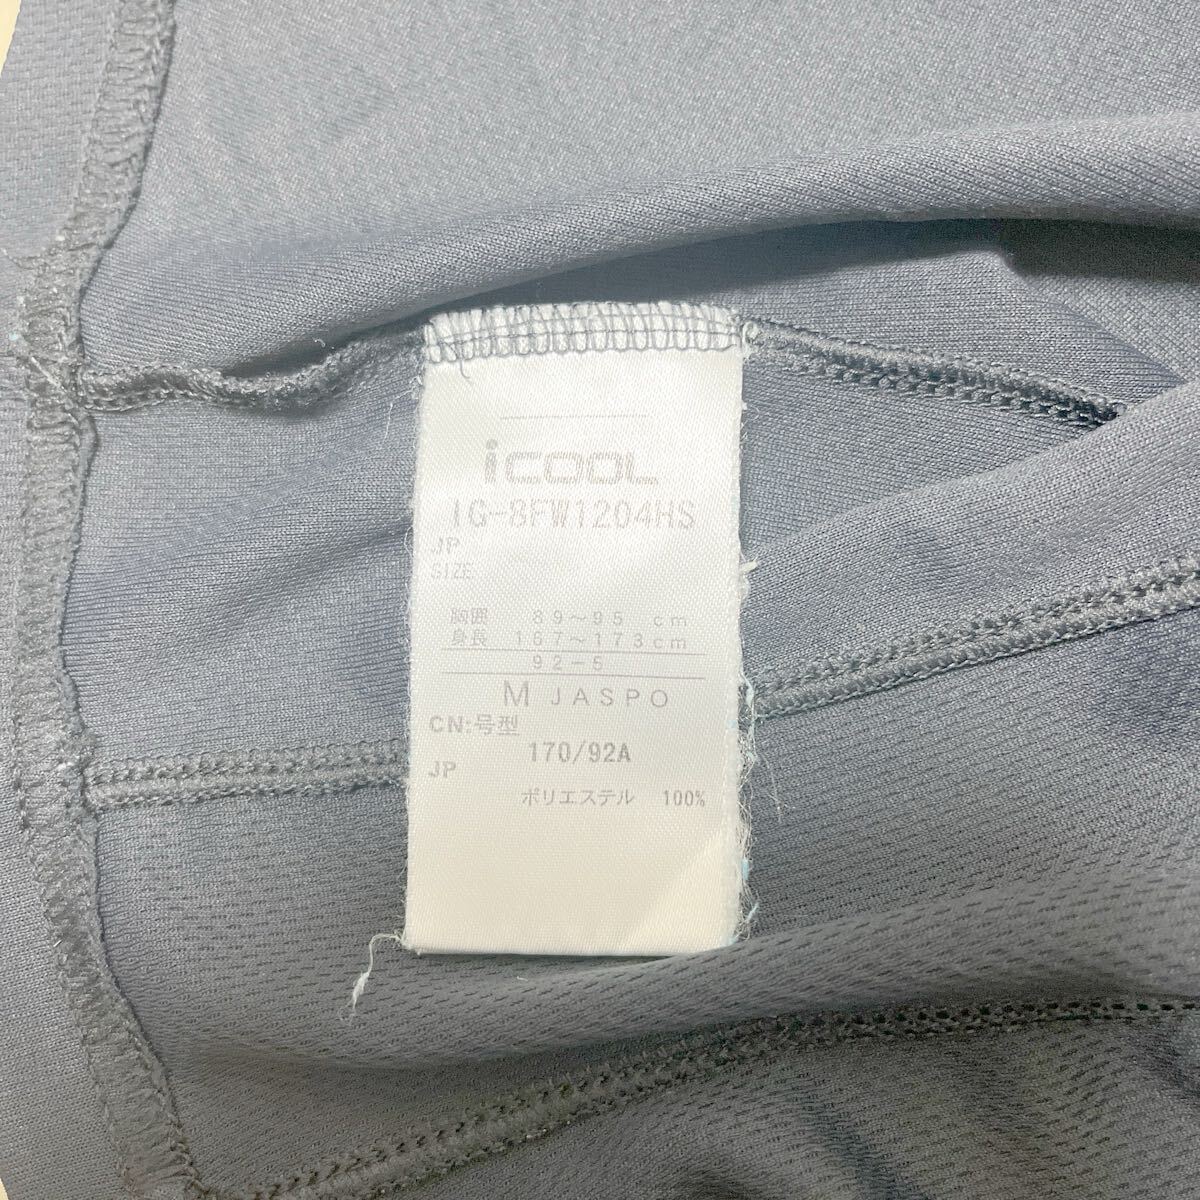 iCOOL
IG-8FW1204HS
JP
SIZE
胸囲 89～95 cm
身長 167～173cm
92-5
M JASPO
CN:号型
170/92A
JP
ポリエステル 100%